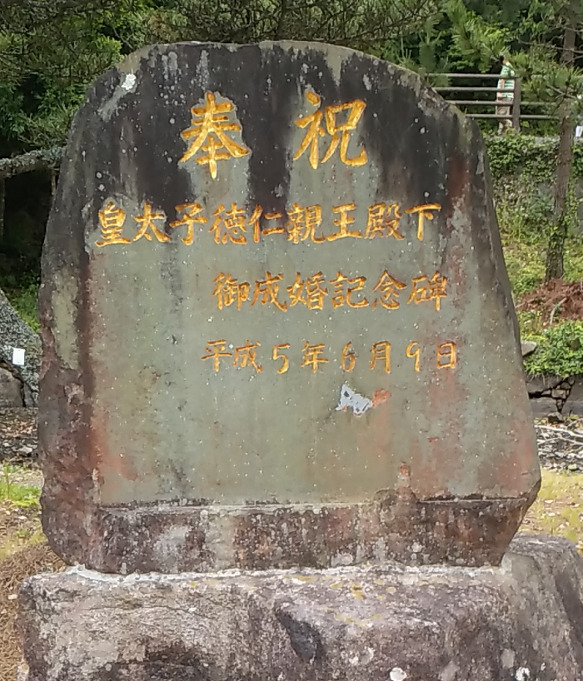 奉祝
皇太子徳仁親王殿下
御成婚記念碑
平成5年6月9日